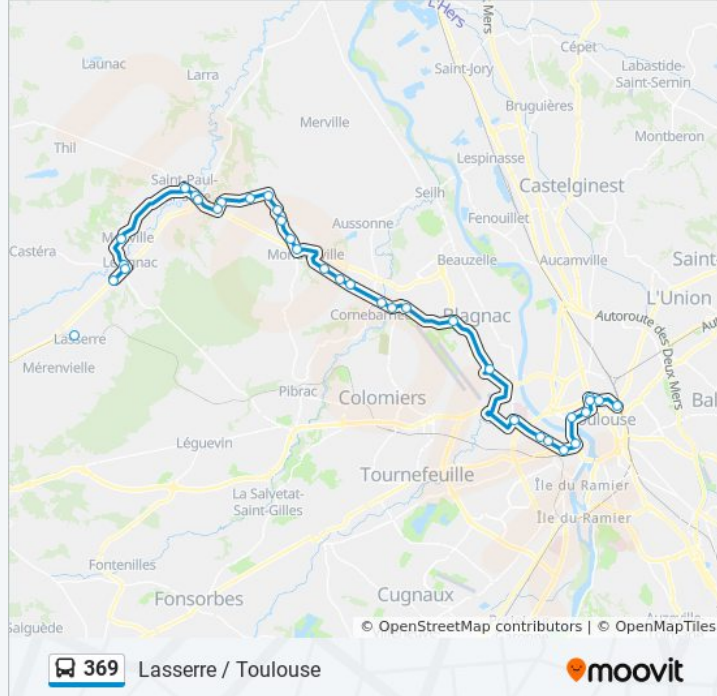 L'Hers
es Mers
Launac
Larra
Saint-Jory
Cépet
Labastide-
Saint-Sernin
Bruguières
Merville
Thil
Montberon
Lespinasse
Saint-Paul-
Castelginest
Seilh
Fenouillet
Aussonne
Castéra
Beauzelle
Aucamville
Saint-
L'Union
Cornebarrieu
Blagnac
Autoroute des Deux Mers
Lasserre
Mérenvielle
Pibrac
Colomiers
Bal
Toulouse
Léguevin
Tournefeuille
Île du Ramier
La Salvetat-
Saint-Gilles
Île du Ramier
Fontenilles
Fonsorbes
Cugnaux
Saiguède
© OpenStreetMap contributors | © OpenMapTiles
369 Lasserre / Toulouse
moovit